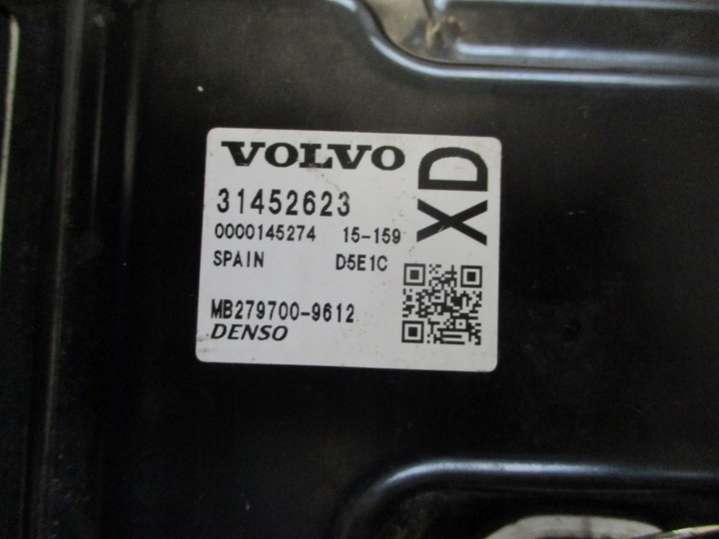 VOLVO
XD
31452623
0000145274 15-159
SPAIN D5E1C
MB279700-9612
DENSO